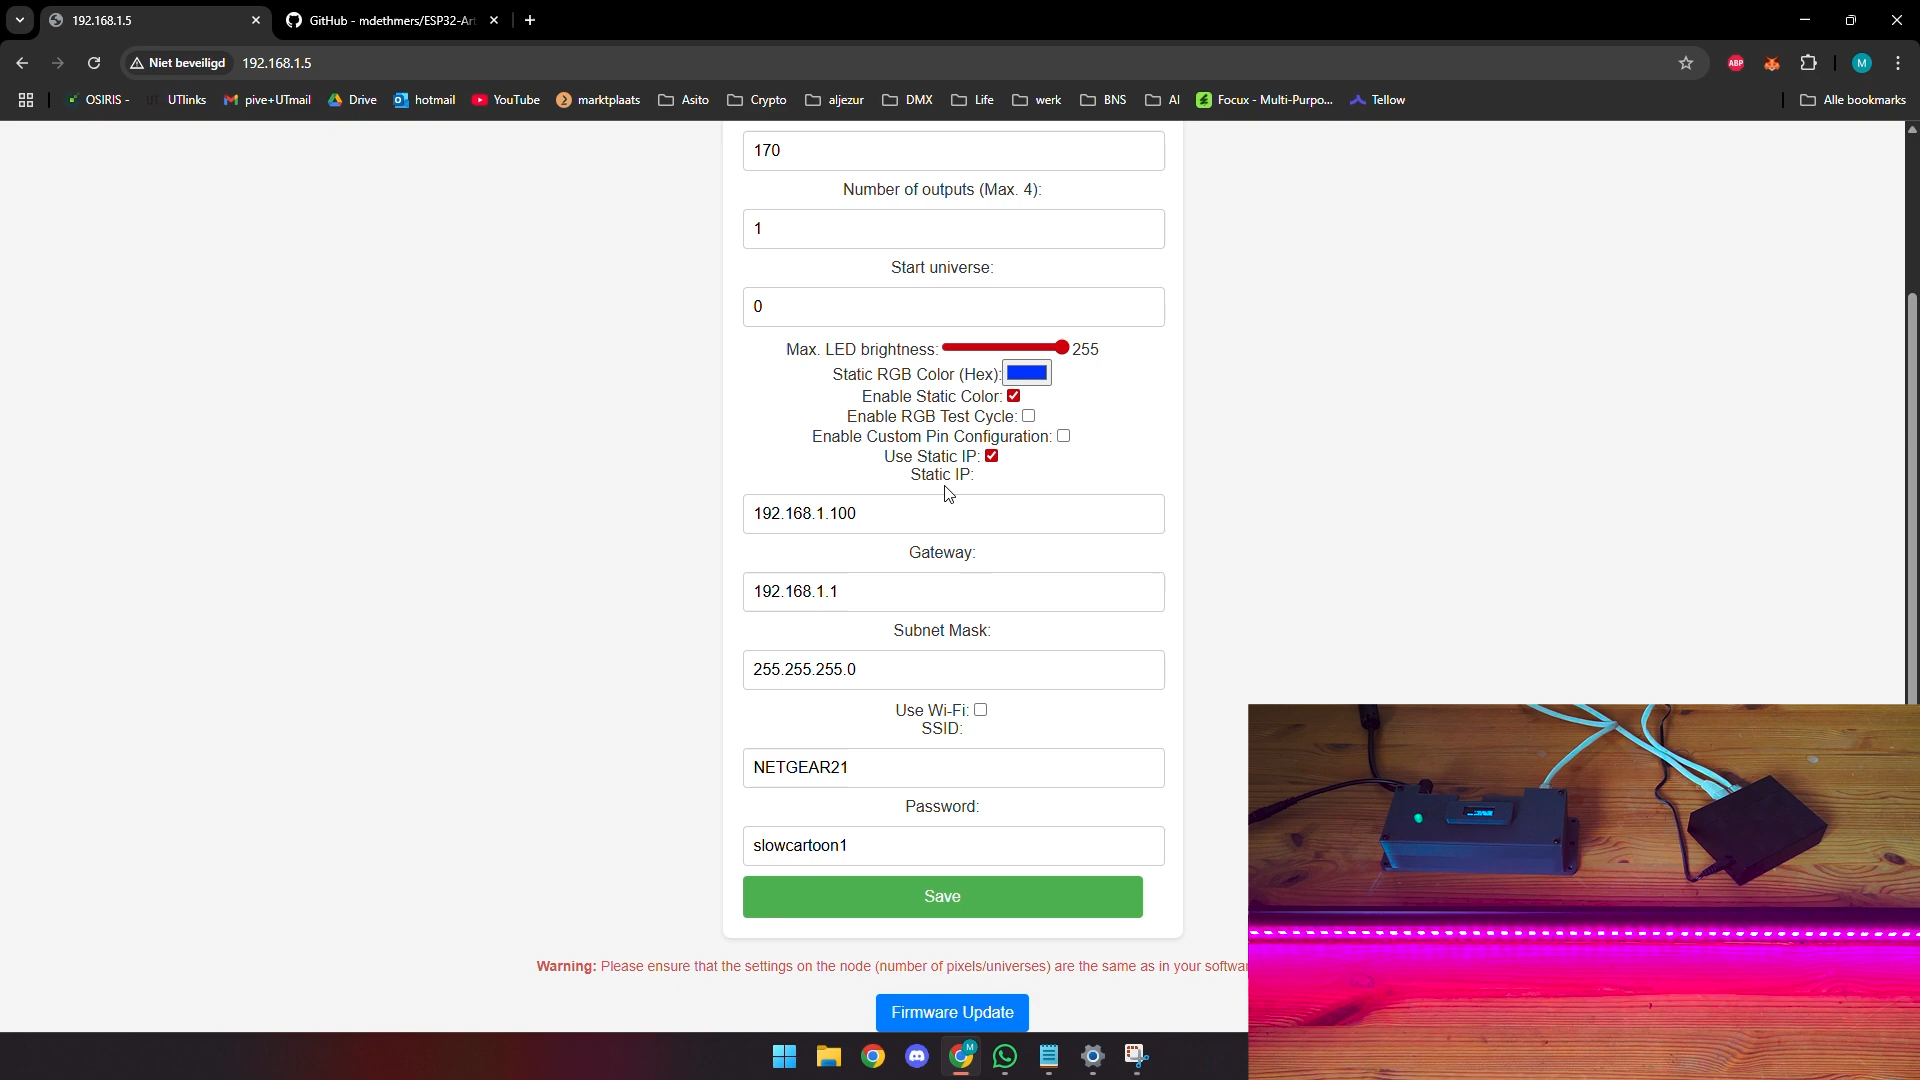 192.168.1.5
GitHub - mdethmers/ESP32-Art
Niet beveiligd
192.168.1.5
OSIRIS -
UTlinks
pive+UTmail
Drive
hotmail
YouTube
marktplaats
Asito
Crypto
aljezur
DMX
Life
werk
BNS
AI
Focux - Multi-Purpo...
Tellow
Alle bookmarks
ABP
M
170
Number of outputs (Max. 4):
1
Start universe:
0
Max. LED brightness: 255
Static RGB Color (Hex):
Enable Static Color:
Enable RGB Test Cycle:
Enable Custom Pin Configuration:
Use Static IP:
Static IP:
192.168.1.100
Gateway:
192.168.1.1
Subnet Mask:
255.255.255.0
Use Wi-Fi:
SSID:
NETGEAR21
Password:
slowcartoon1
Save
Warning: Please ensure that the settings on the node (number of pixels/universes) are the same as in your softwa
Firmware Update
M